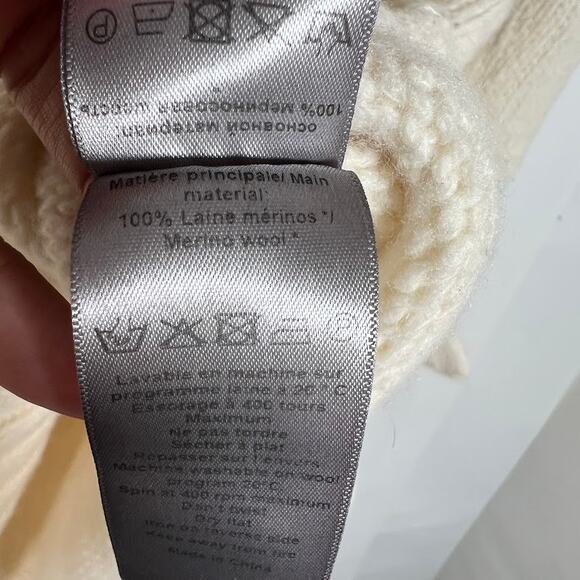 основной материал:
100% Мериносовая шерсть
*
P
Matière principale/ Main
material:
100% Laine mérinos */
Merino wool *
P
Lavable en machine sur
programme laine à 20°C
Essorage à 400 tours
Maximum
Ne pas tordre
Sécher à plat
Repasser sur l'envers
Machine washable on wool
program 20°C
Spin at 400 rpm maximum
Don't twist
Dry flat
Iron on reverse side
Keep away from fire
Made in China